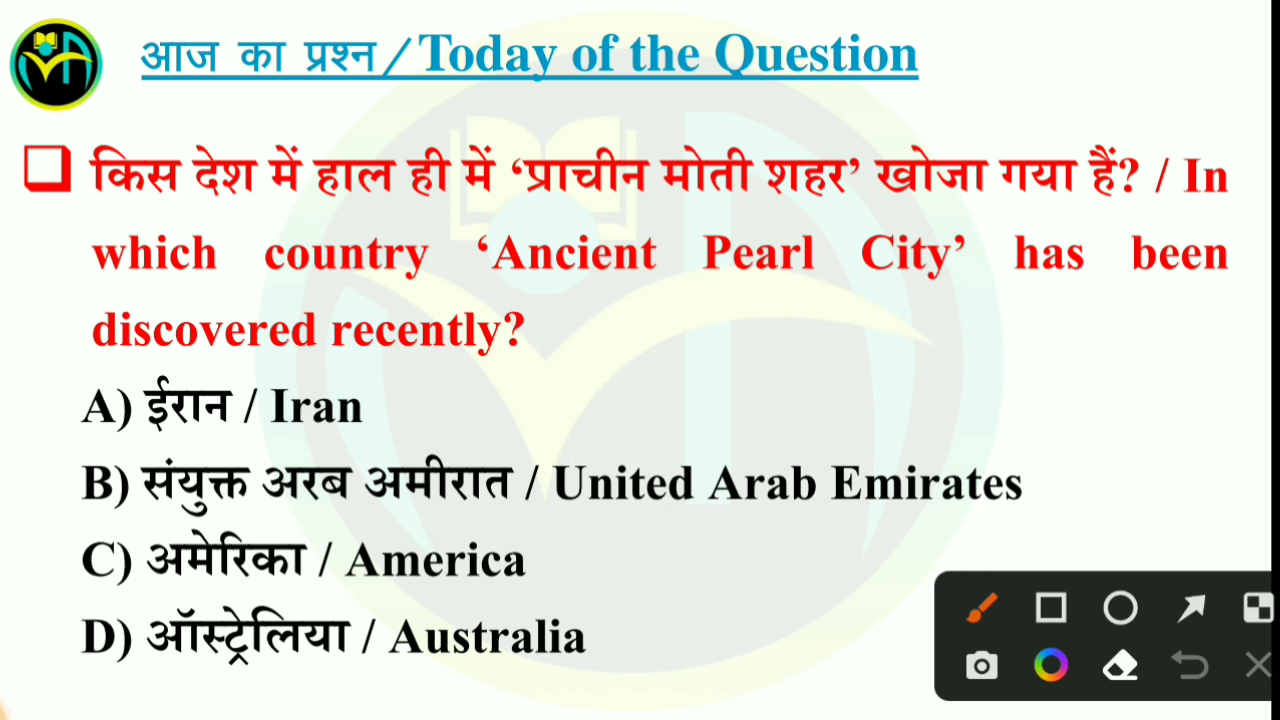 आज का प्रश्न/Today of the Question
किस देश में हाल ही में ‘प्राचीन मोती शहर’ खोजा गया हैं? / In
which country ‘Ancient Pearl City’ has been
discovered recently?
A) ईरान / Iran
B) संयुक्त अरब अमीरात / United Arab Emirates
C) अमेरिका / America
D) ऑस्ट्रेलिया / Australia